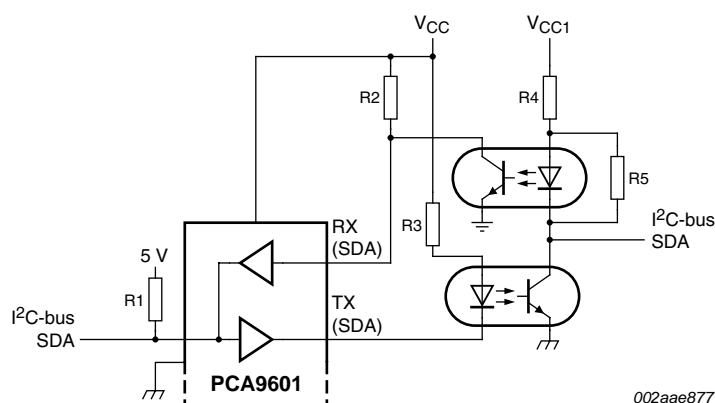 VCC
VCC1
R2
R4
R5
R3
RX
(SDA)
I2C-bus
SDA
5 V
R1
TX
(SDA)
I2C-bus
SDA
PCA9601
002aae877